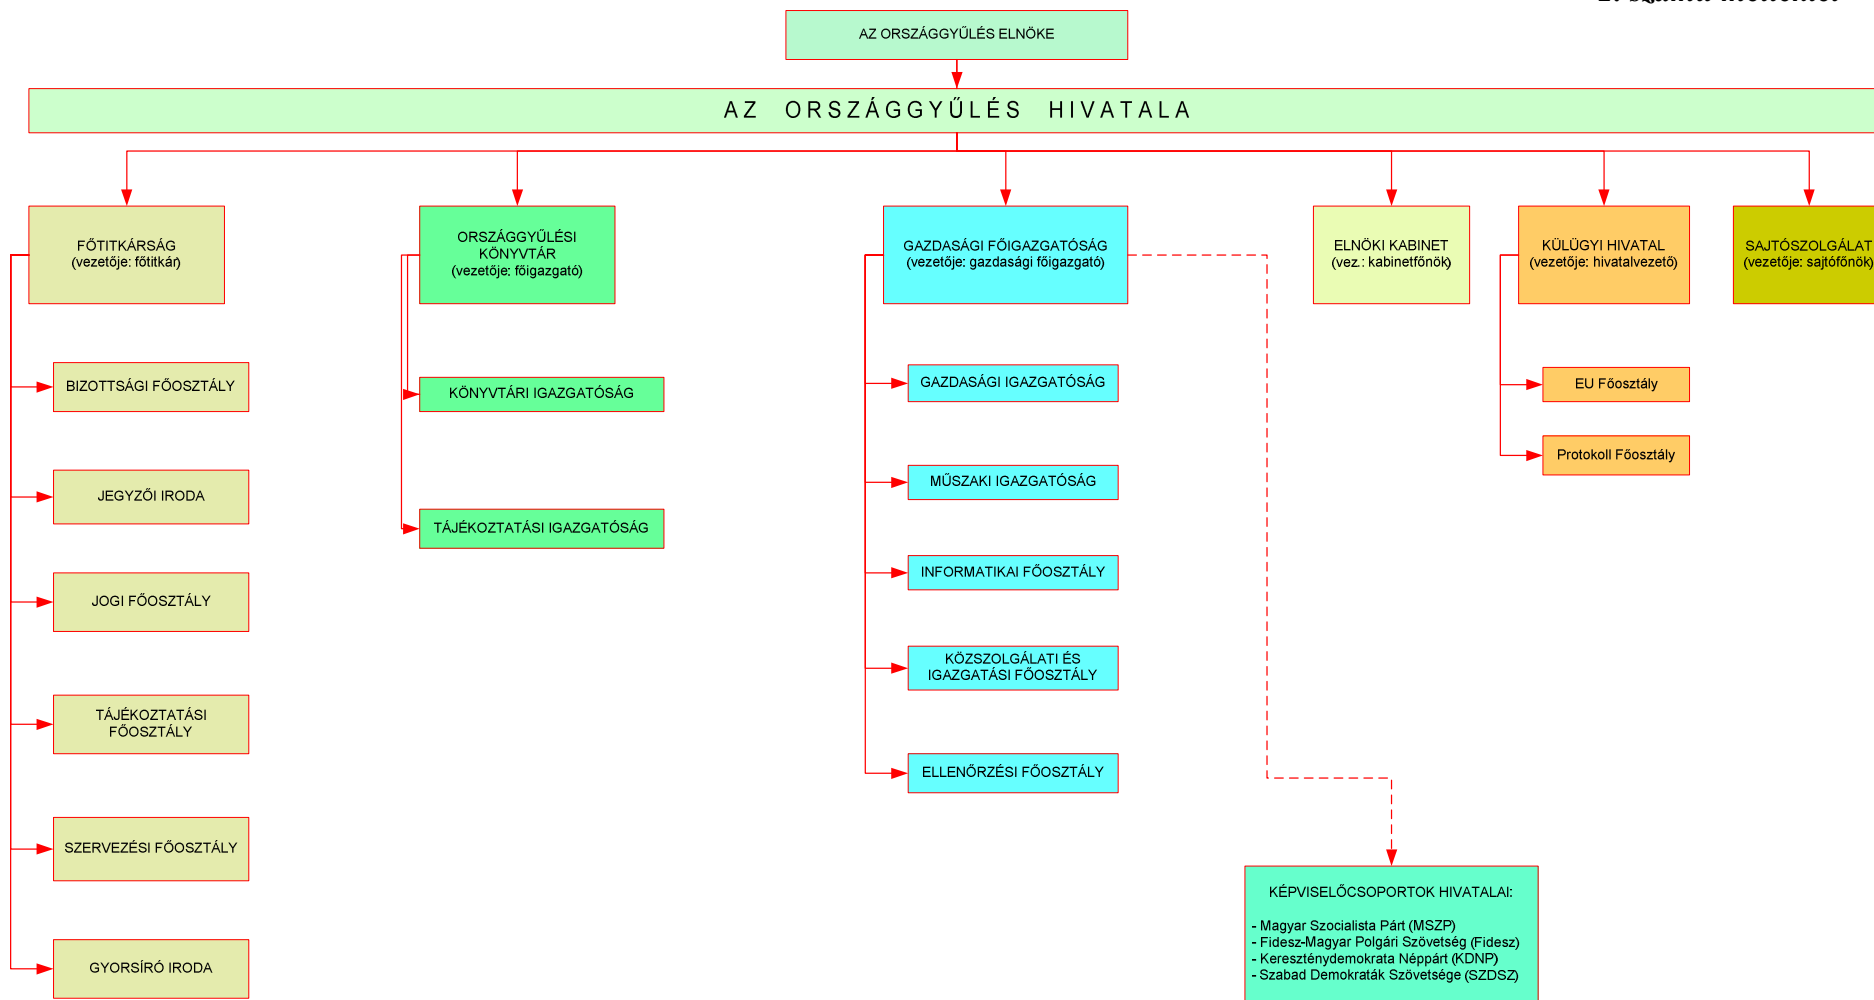 AZ ORSZÁGGYŰLÉS ELNÖKE
AZ ORSZÁGGYŰLÉS HIVATALA
FŐTITKÁRSÁG
(vezetője: főtitkár)
ORSZÁGGYŰLÉSI
KÖNYVTÁR
(vezetője: főigazgató)
GAZDASÁGI FŐIGAZGATÓSÁG
(vezetője: gazdasági főigazgató)
ELNÖKI KABINET
(vez.: kabinetfőnök)
KÜLÜGYI HIVATAL
(vezetője: hivatalvezető)
SAJTÓSZOLGÁLAT
(vezetője: sajtófőnök)
BIZOTTSÁGI FŐOSZTÁLY
JEGYZŐI IRODA
JOGI FŐOSZTÁLY
TÁJÉKOZTATÁSI
FŐOSZTÁLY
SZERVEZÉSI FŐOSZTÁLY
GYORSÍRÓ IRODA
KÖNYVTÁRI IGAZGATÓSÁG
TÁJÉKOZTATÁSI IGAZGATÓSÁG
GAZDASÁGI IGAZGATÓSÁG
MŰSZAKI IGAZGATÓSÁG
INFORMATIKAI FŐOSZTÁLY
KÖZSZOLGÁLATI ÉS
IGAZGATÁSI FŐOSZTÁLY
ELLENŐRZÉSI FŐOSZTÁLY
EU Főosztály
Protokoll Főosztály
KÉPVISELŐCSOPORTOK HIVATALAI:
- Magyar Szocialista Párt (MSZP)
- Fidesz-Magyar Polgári Szövetség (Fidesz)
- Kereszténydemokrata Néppárt (KDNP)
- Szabad Demokraták Szövetsége (SZDSZ)